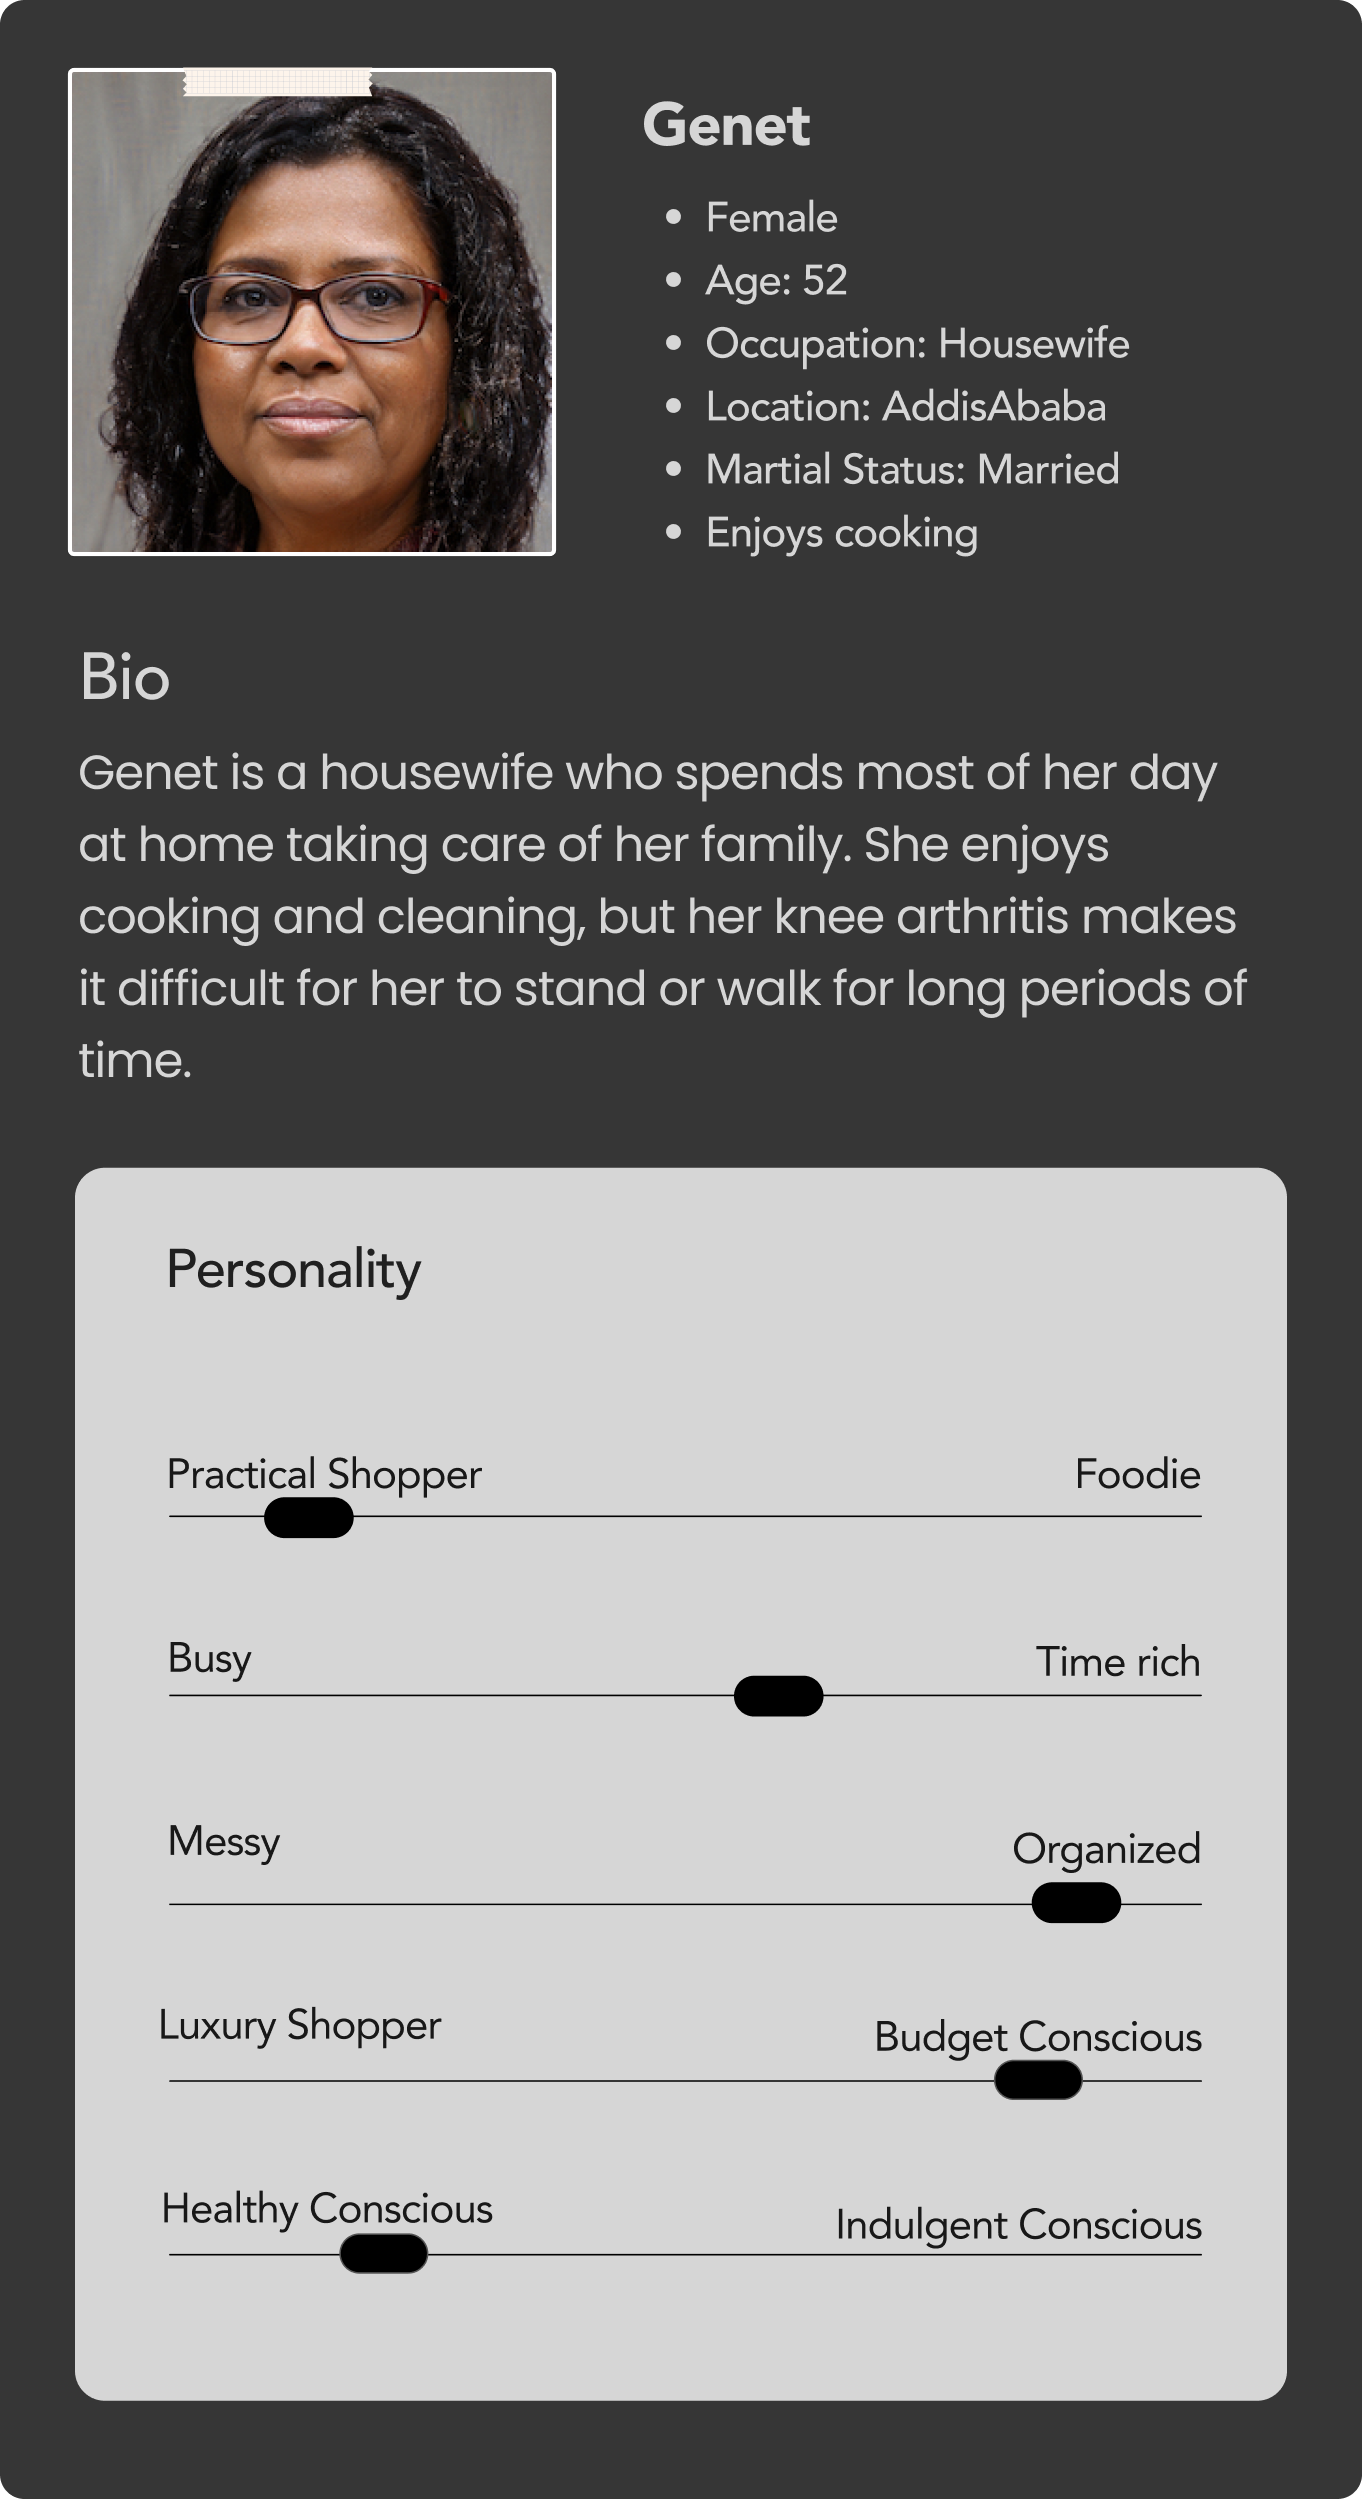 Genet
Female
Age: 52
Occupation: Housewife
Location: AddisAbaba
Martial Status: Married
Enjoys cooking
Bio
Genet is a housewife who spends most of her day
at home taking care of her family. She enjoys
cooking and cleaning, but her knee arthritis makes
it difficult for her to stand or walk for long periods of
time.
Personality
Practical Shopper
Foodie
Busy
Time rich
Messy
Organized
Luxury Shopper
Budget Conscious
Healthy Conscious
Indulgent Conscious